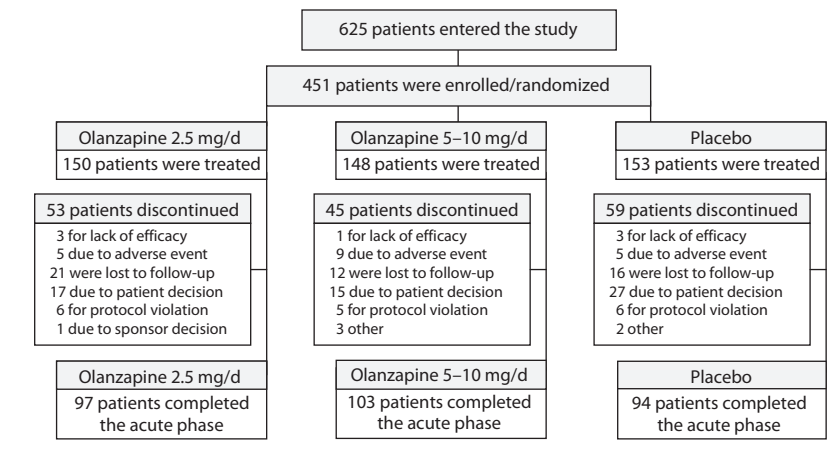 625 patients entered the study
451 patients were enrolled/randomized
Olanzapine 2.5 mg/d
150 patients were treated
Olanzapine 5–10 mg/d
148 patients were treated
Placebo
153 patients were treated
53 patients discontinued
3 for lack of efficacy
5 due to adverse event
21 were lost to follow-up
17 due to patient decision
6 for protocol violation
1 due to sponsor decision
45 patients discontinued
1 for lack of efficacy
9 due to adverse event
12 were lost to follow-up
15 due to patient decision
5 for protocol violation
3 other
59 patients discontinued
3 for lack of efficacy
5 due to adverse event
16 were lost to follow-up
27 due to patient decision
6 for protocol violation
2 other
Olanzapine 2.5 mg/d
97 patients completed
the acute phase
Olanzapine 5–10 mg/d
103 patients completed
the acute phase
Placebo
94 patients completed
the acute phase